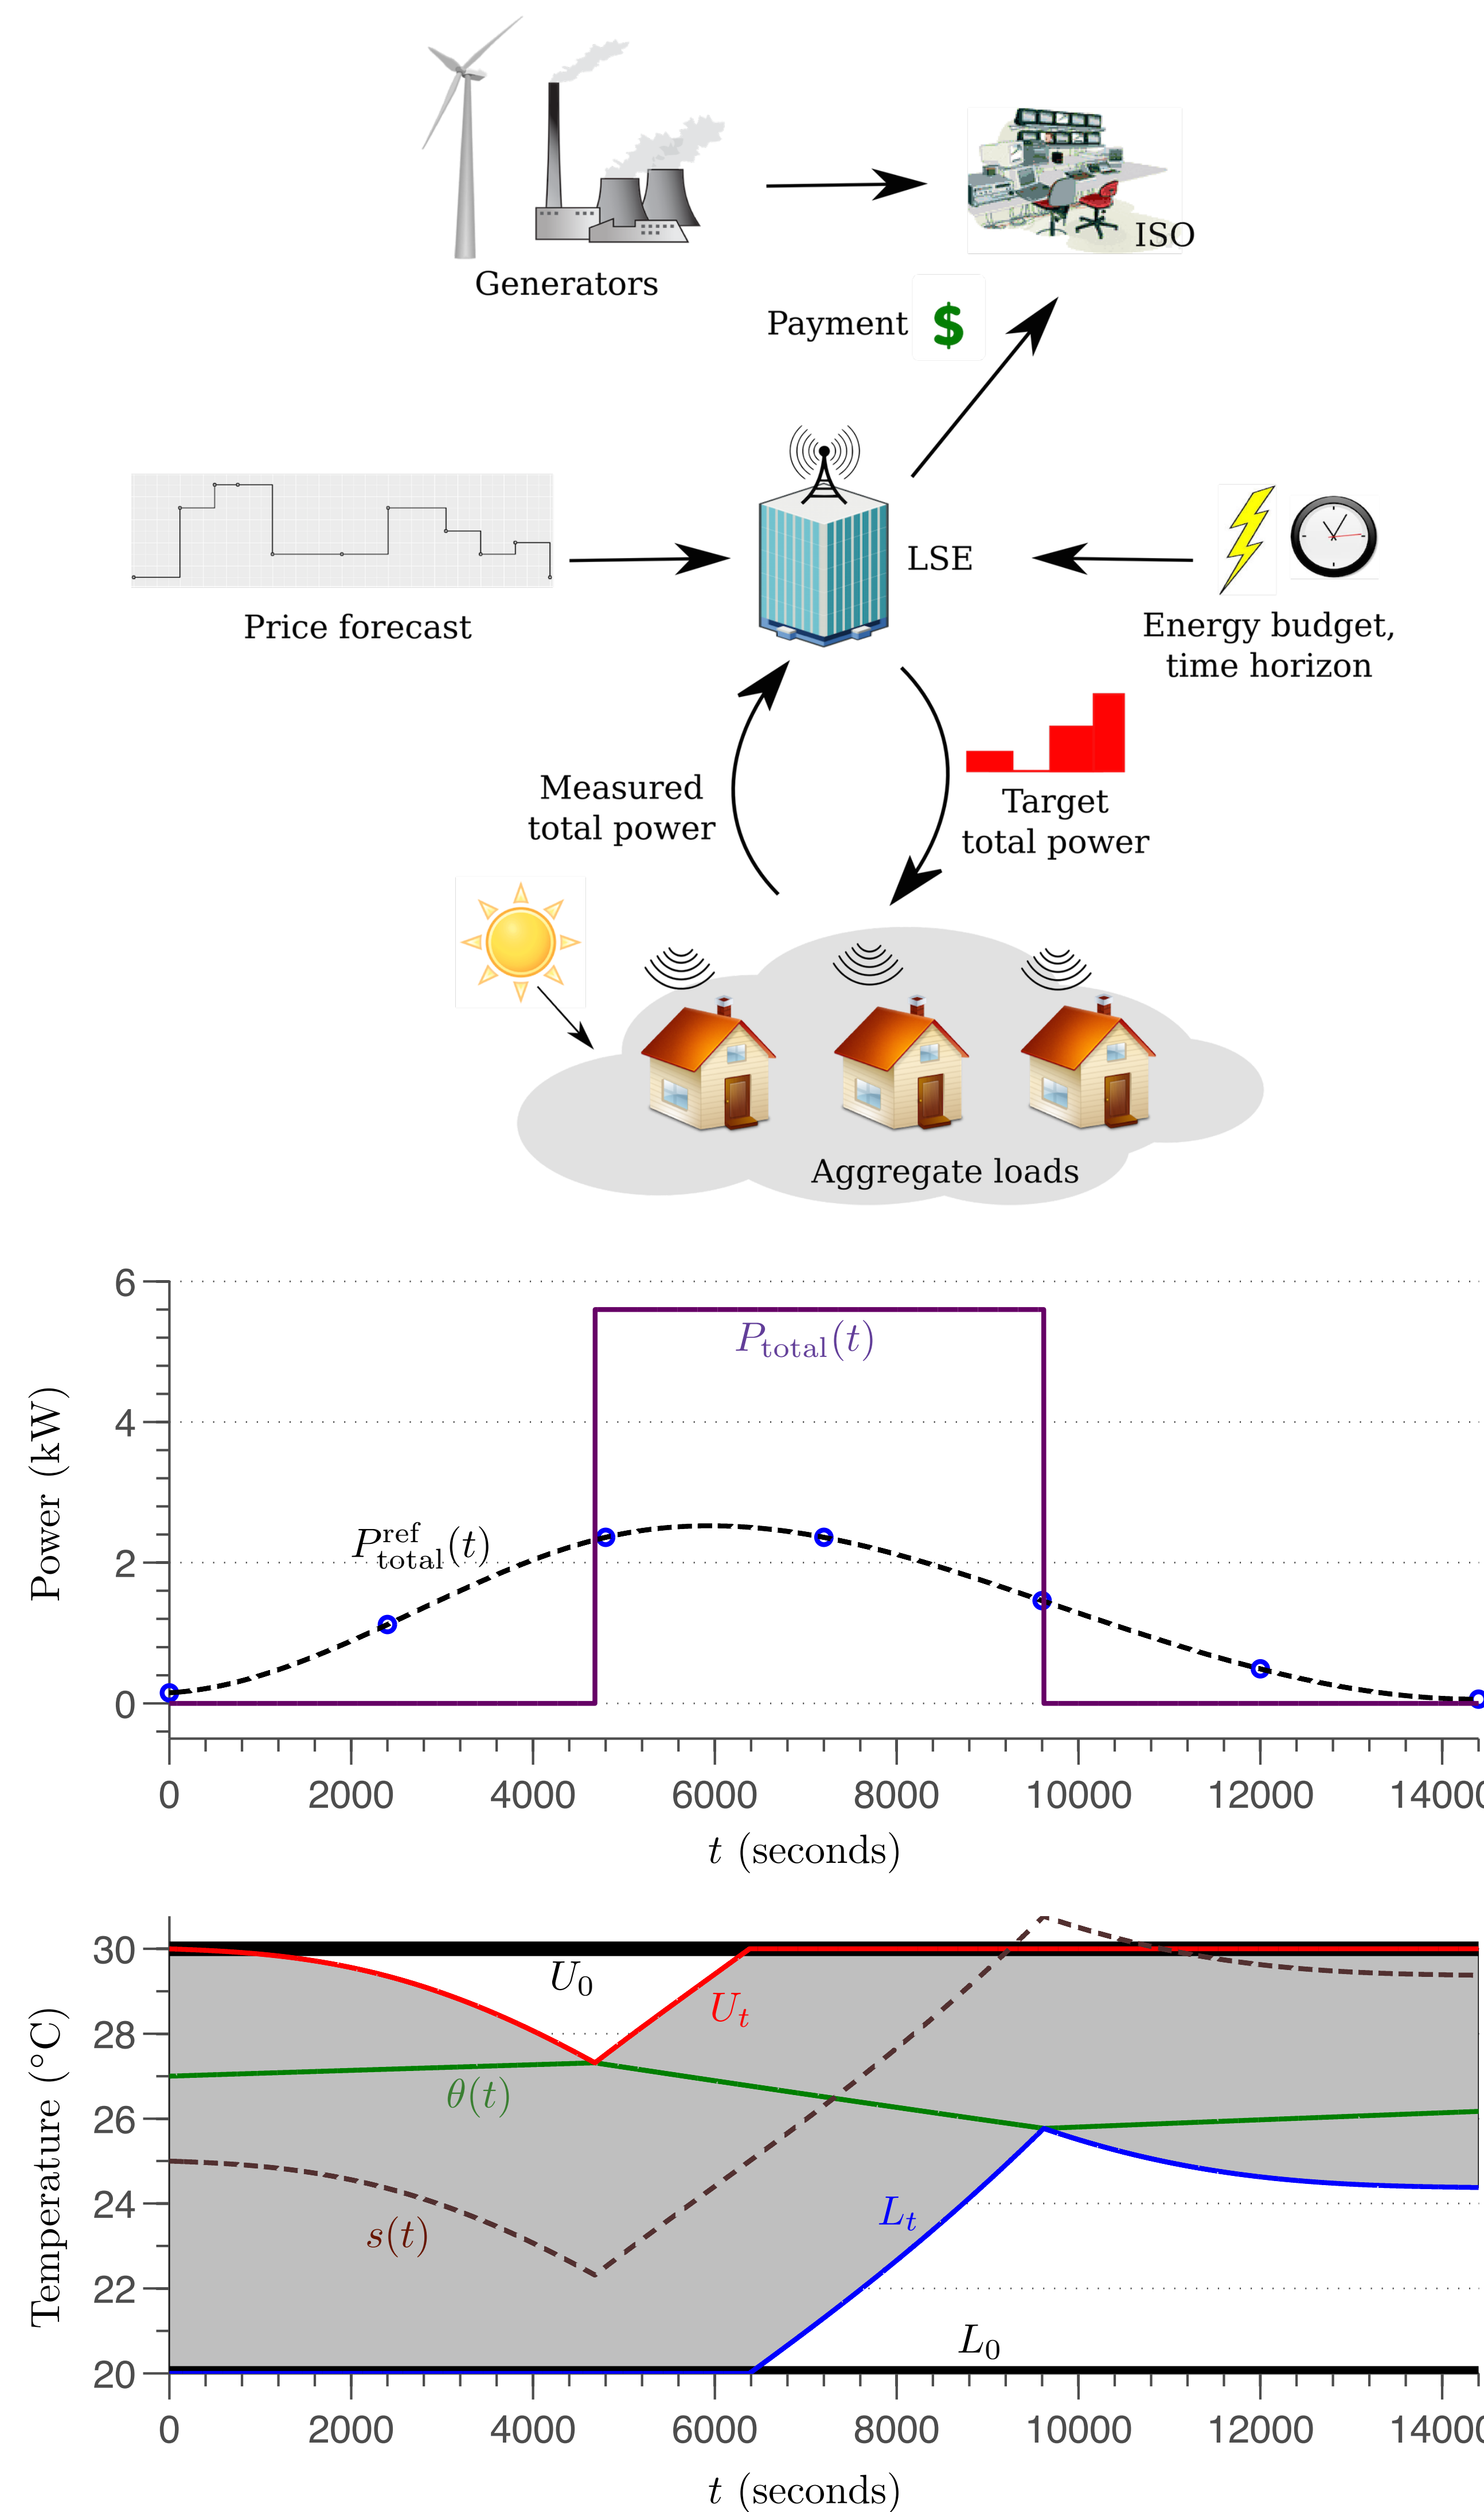 Generators
ISO
Payment $
LSE
Price forecast
Energy budget,
time horizon
Measured
total power
Target
total power
Aggregate loads
6
P_total(t)
4
Power (kW)
P_total^ref(t)
2
0
0 2000 4000 6000 8000 10000 12000 1400
t (seconds)
30
U_0
U_t
28
θ(t)
26
Temperature (°C)
24
L_t
s(t)
22
L_0
20
0 2000 4000 6000 8000 10000 12000 1400
t (seconds)